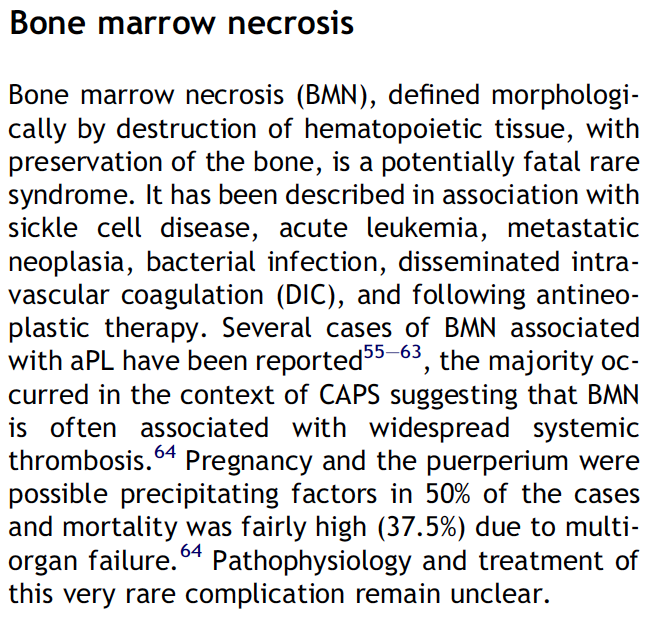 Bone marrow necrosis
Bone marrow necrosis (BMN), defined morphologi-
cally by destruction of hematopoietic tissue, with
preservation of the bone, is a potentially fatal rare
syndrome. It has been described in association with
sickle cell disease, acute leukemia, metastatic
neoplasia, bacterial infection, disseminated intra-
vascular coagulation (DIC), and following antineo-
plastic therapy. Several cases of BMN associated
with aPL have been reported55–63, the majority oc-
curred in the context of CAPS suggesting that BMN
is often associated with widespread systemic
thrombosis.64 Pregnancy and the puerperium were
possible precipitating factors in 50% of the cases
and mortality was fairly high (37.5%) due to multi-
organ failure.64 Pathophysiology and treatment of
this very rare complication remain unclear.